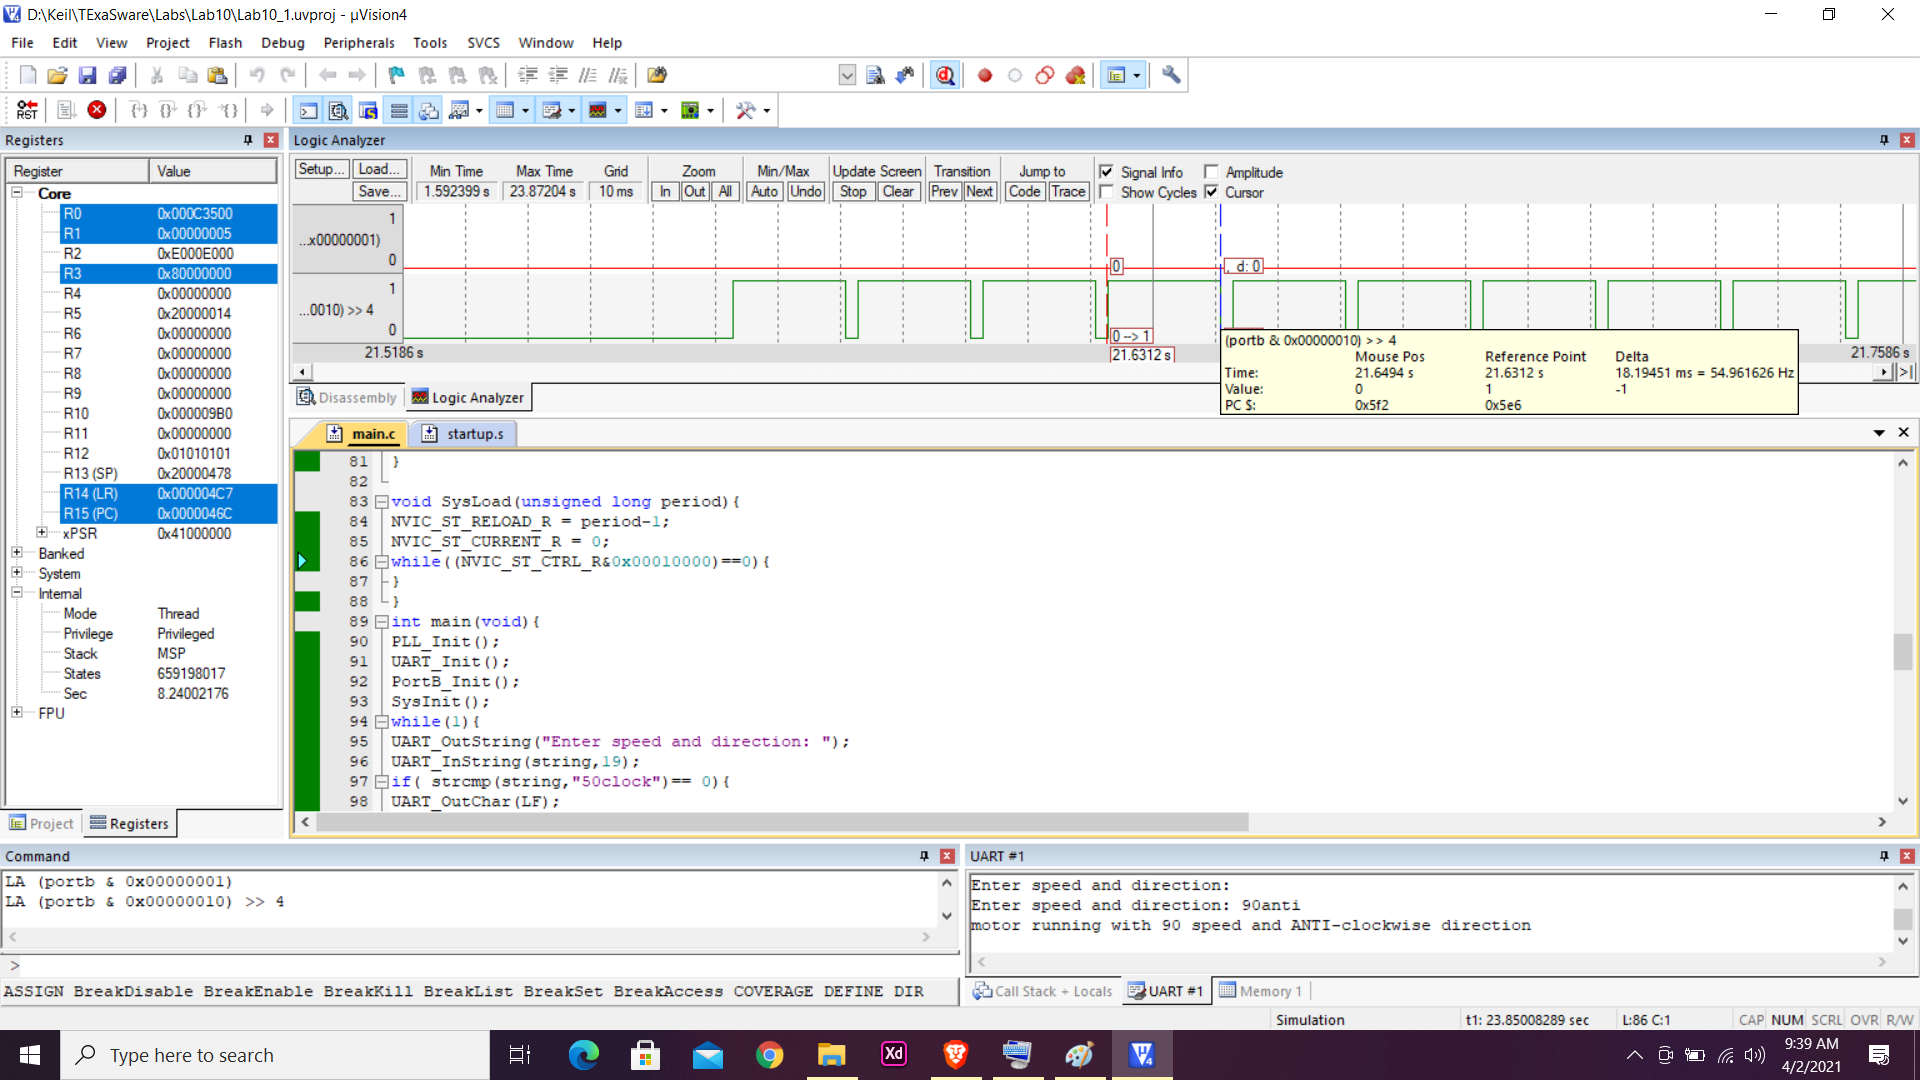 D:\Keil\TExaSware\Labs\Lab10\Lab10_1.uvproj - µVision4
File Edit View Project Flash Debug Peripherals Tools SVCS Window Help
Registers
Register Value
Core
R0 0x000C3500
R1 0x00000005
R2 0xE000E000
R3 0x80000000
R4 0x00000000
R5 0x20000014
R6 0x00000000
R7 0x00000000
R8 0x00000000
R9 0x00000000
R10 0x000009B0
R11 0x00000000
R12 0x01010101
R13 (SP) 0x20000478
R14 (LR) 0x000004C7
R15 (PC) 0x0000046C
xPSR 0x41000000
Banked
System
Internal
Mode Thread
Privilege Privileged
Stack MSP
States 659198017
Sec 8.24002176
FPU
Project Registers
Logic Analyzer
Setup... Load... Min Time Max Time Grid Zoom Min/Max Update Screen Transition Jump to Signal Info Amplitude
Save... 1.592399 s 23.87204 s 10 ms In Out All Auto Undo Stop Clear Prev Next Code Trace Show Cycles Cursor
1
...x00000001)
0
0 , d: 0
1
...0010) >> 4
0
0 --> 1
21.5186 s 21.6312 s 21.7586 s
(portb & 0x00000010) >> 4
Mouse Pos Reference Point Delta
Time: 21.6494 s 21.6312 s 18.19451 ms = 54.961626 Hz
Value: 0 1 -1
PC $: 0x5f2 0x5e6
Disassembly Logic Analyzer
main.c startup.s
81 }
82
83 void SysLoad(unsigned long period){
84 NVIC_ST_RELOAD_R = period-1;
85 NVIC_ST_CURRENT_R = 0;
86 while((NVIC_ST_CTRL_R&0x00010000)==0){
87 }
88 }
89 int main(void){
90 PLL_Init();
91 UART_Init();
92 PortB_Init();
93 SysInit();
94 while(1){
95 UART_OutString("Enter speed and direction: ");
96 UART_InString(string,19);
97 if( strcmp(string,"50clock")== 0){
98 UART_OutChar(LF);
Command
LA (portb & 0x00000001)
LA (portb & 0x00000010) >> 4
>
ASSIGN BreakDisable BreakEnable BreakKill BreakList BreakSet BreakAccess COVERAGE DEFINE DIR
UART #1
Enter speed and direction:
Enter speed and direction: 90anti
motor running with 90 speed and ANTI-clockwise direction
Call Stack + Locals UART #1 Memory 1
Simulation t1: 23.85008289 sec L:86 C:1 CAP NUM SCRL OVR R/W
Type here to search
Xd
9:39 AM
4/2/2021